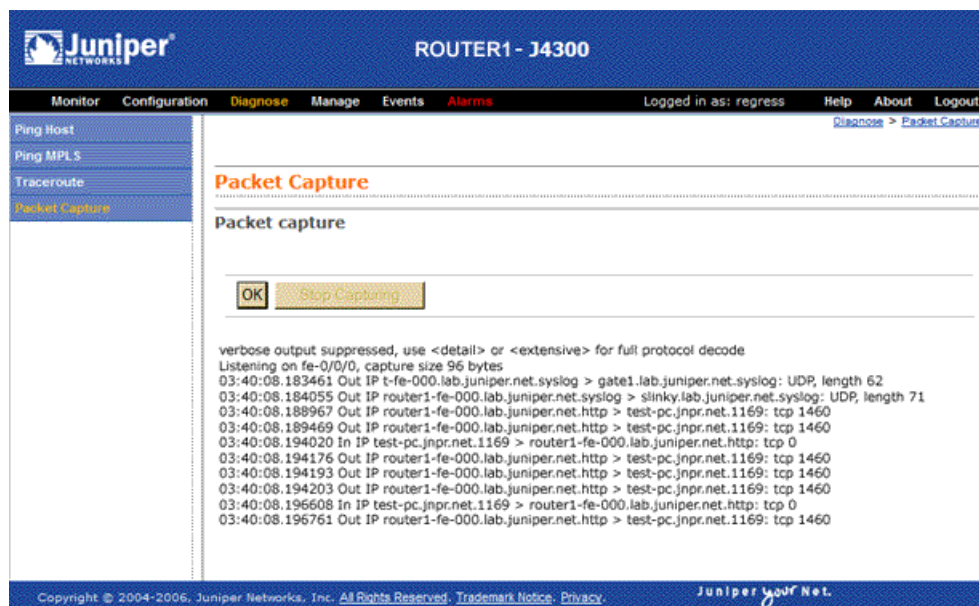 Juniper®
NETWORKS
ROUTER1 - J4300
Monitor Configuration Diagnose Manage Events Alarms Logged in as: regress Help About Logout
Diagnose > Packet Capture
Ping Host
Ping MPLS
Traceroute
Packet Capture
Packet Capture
Packet capture
OK Stop Capturing
verbose output suppressed, use <detail> or <extensive> for full protocol decode
Listening on fe-0/0/0, capture size 96 bytes
03:40:08.183461 Out IP t-fe-000.lab.juniper.net.syslog > gate1.lab.juniper.net.syslog: UDP, length 62
03:40:08.184055 Out IP router1-fe-000.lab.juniper.net.syslog > slinky.lab.juniper.net.syslog: UDP, length 71
03:40:08.188967 Out IP router1-fe-000.lab.juniper.net.http > test-pc.jnpr.net.1169: tcp 1460
03:40:08.189469 Out IP router1-fe-000.lab.juniper.net.http > test-pc.jnpr.net.1169: tcp 1460
03:40:08.194020 In IP test-pc.jnpr.net.1169 > router1-fe-000.lab.juniper.net.http: tcp 0
03:40:08.194176 Out IP router1-fe-000.lab.juniper.net.http > test-pc.jnpr.net.1169: tcp 1460
03:40:08.194193 Out IP router1-fe-000.lab.juniper.net.http > test-pc.jnpr.net.1169: tcp 1460
03:40:08.194203 Out IP router1-fe-000.lab.juniper.net.http > test-pc.jnpr.net.1169: tcp 1460
03:40:08.196608 In IP test-pc.jnpr.net.1169 > router1-fe-000.lab.juniper.net.http: tcp 0
03:40:08.196761 Out IP router1-fe-000.lab.juniper.net.http > test-pc.jnpr.net.1169: tcp 1460
Copyright © 2004-2006, Juniper Networks, Inc. All Rights Reserved. Trademark Notice. Privacy.
Juniper your Net.